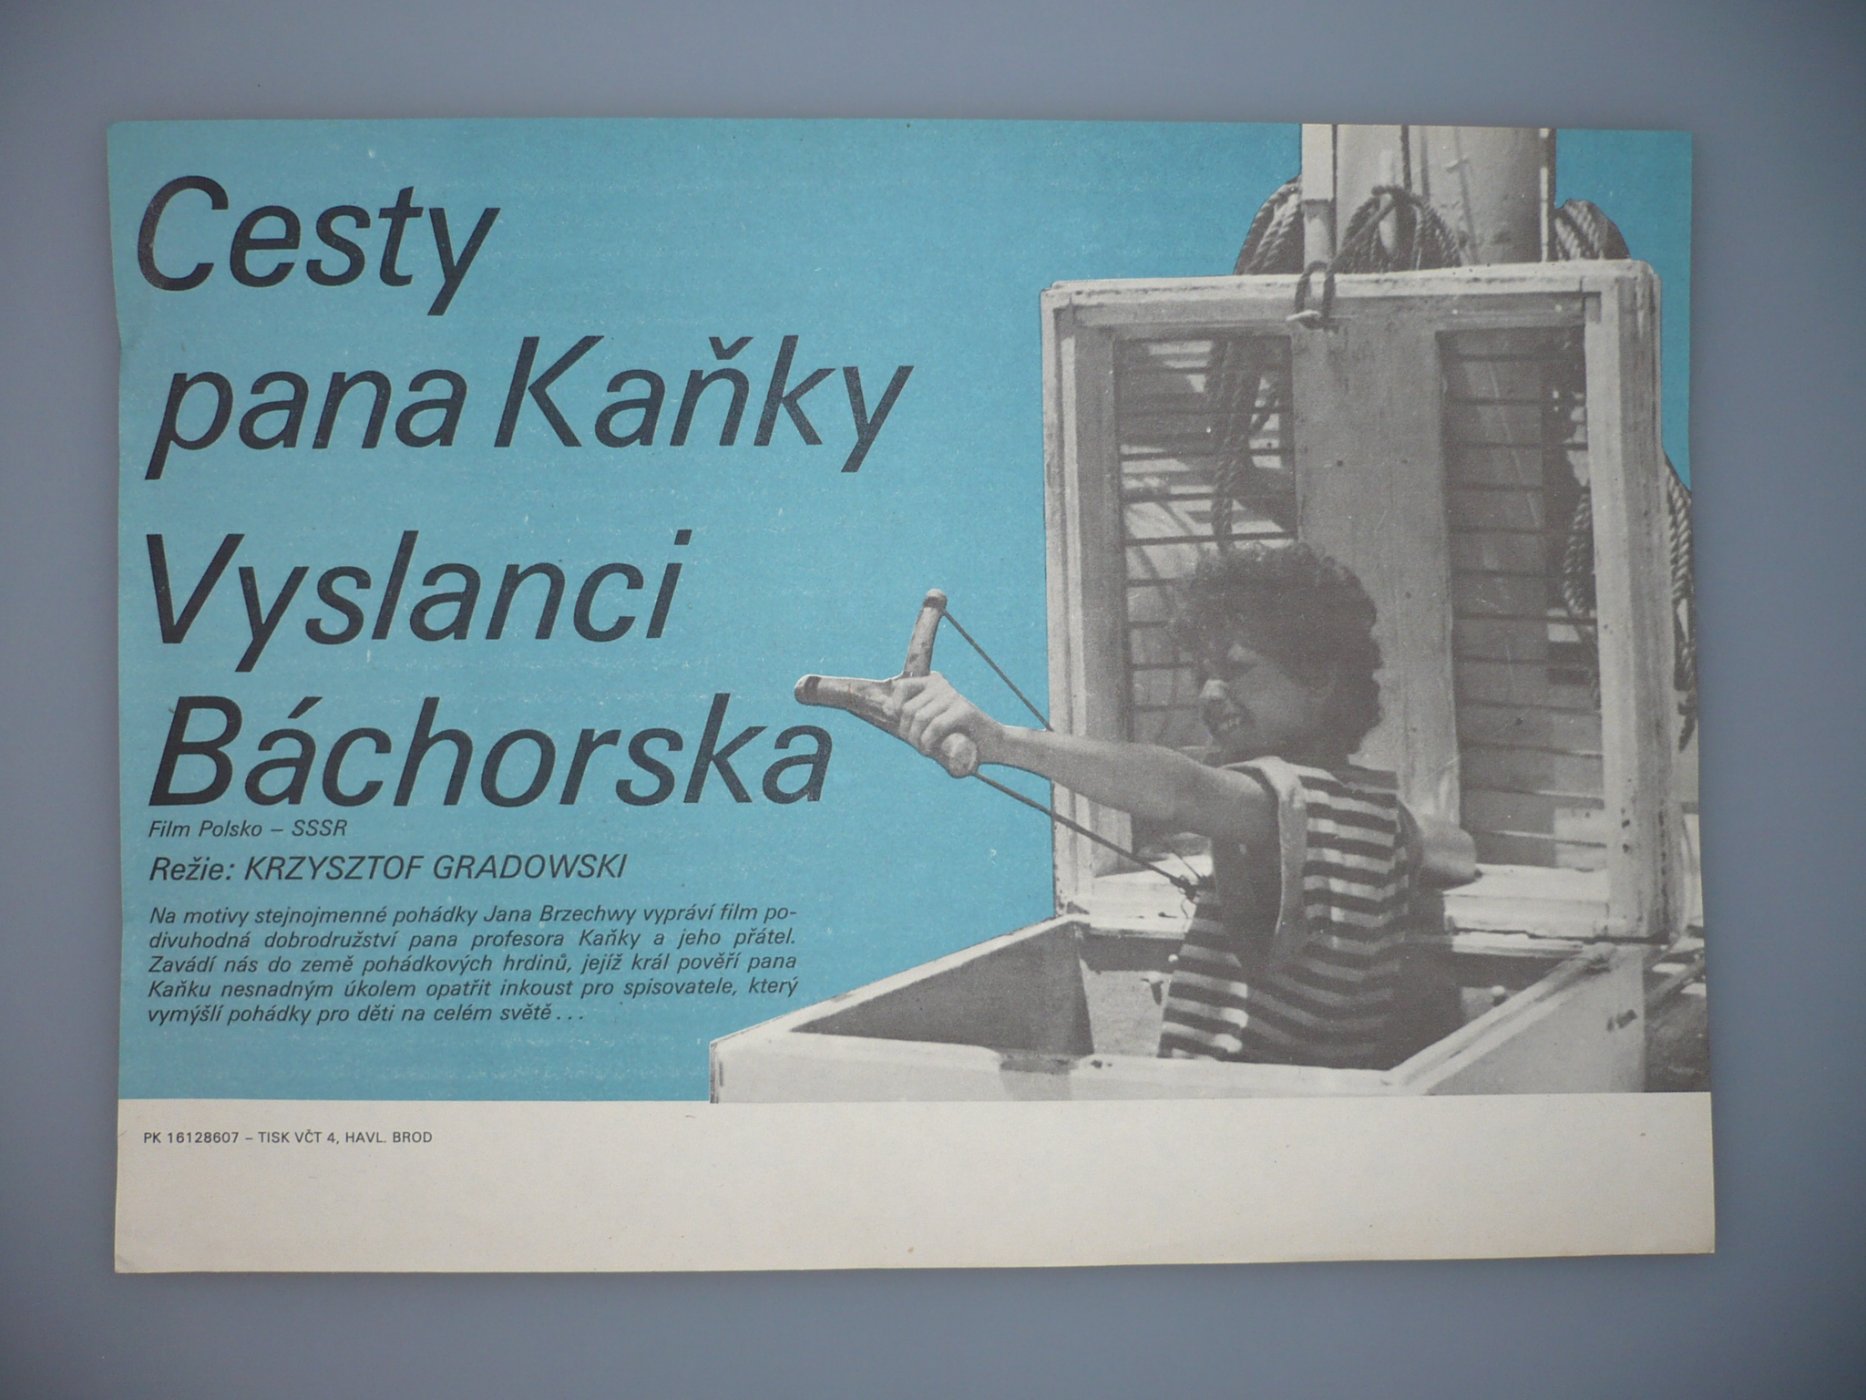 Cesty
pana Kaňky
Vyslanci
Báchorska
Film Polsko – SSSR
Režie: KRZYSZTOF GRADOWSKI
Na motivy stejnojmenné pohádky Jana Brzechwy vypráví film po-
divuhodná dobrodružství pana profesora Kaňky a jeho přátel.
Zavádí nás do země pohádkových hrdinů, jejíž král pověří pana
Kaňku nesnadným úkolem opatřit inkoust pro spisovatele, který
vymýšlí pohádky pro děti na celém světě . . .
PK 16128607 – TISK VČT 4, HAVL. BROD